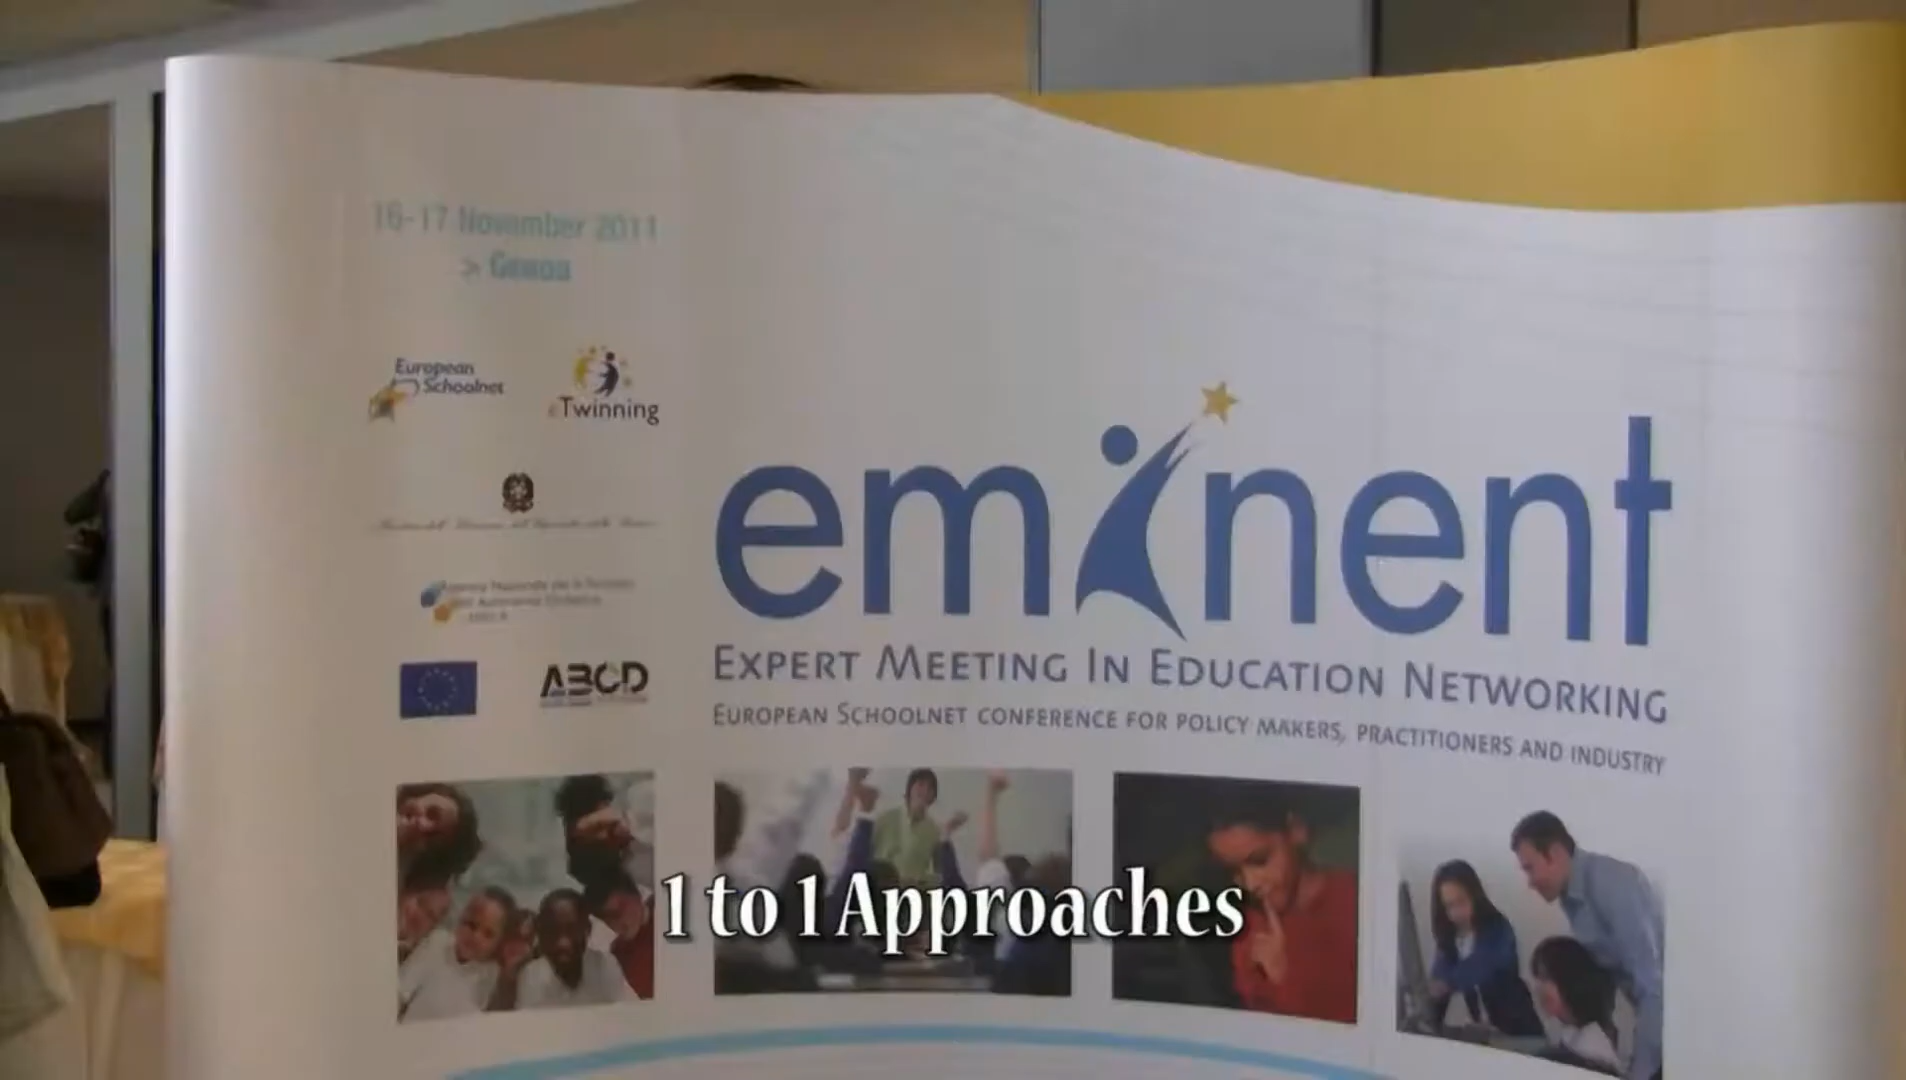 16-17 November 2011
> Genoa
European
Schoolnet
eTwinning
ABCD
eminent
EXPERT MEETING IN EDUCATION NETWORKING
EUROPEAN SCHOOLNET CONFERENCE FOR POLICY MAKERS, PRACTITIONERS AND INDUSTRY
1 to 1 Approaches